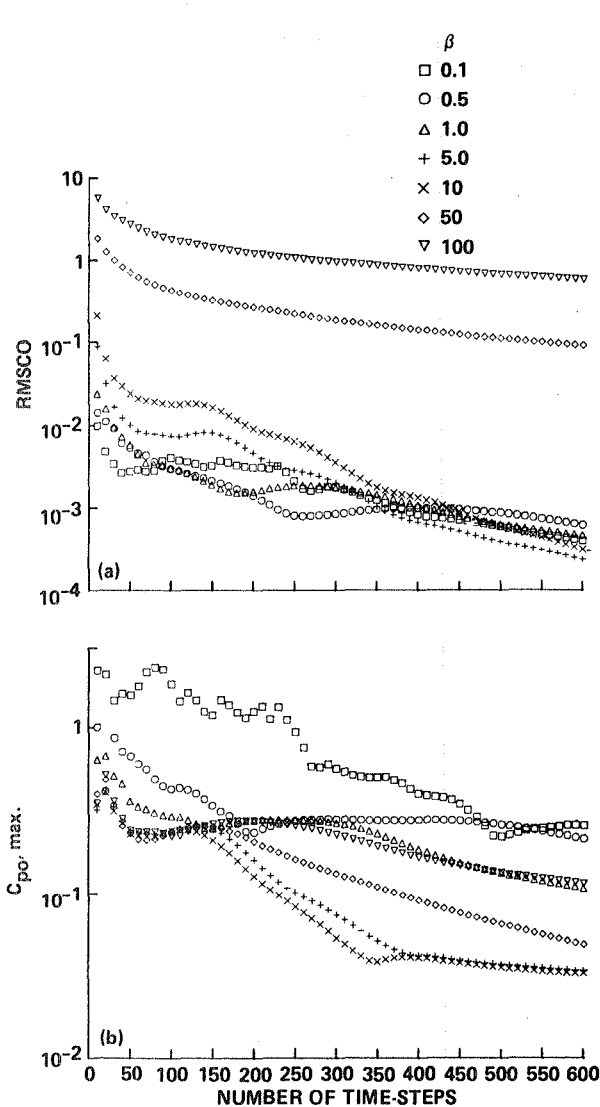 β
□ 0.1
○ 0.5
△ 1.0
+ 5.0
× 10
◇ 50
▽ 100
10
1
10⁻¹
10⁻²
10⁻³
10⁻⁴
RMSCO
(a)
1
10⁻¹
10⁻²
Cpo, max.
(b)
0 50 100 150 200 250 300 350 400 450 500 550 600
NUMBER OF TIME-STEPS